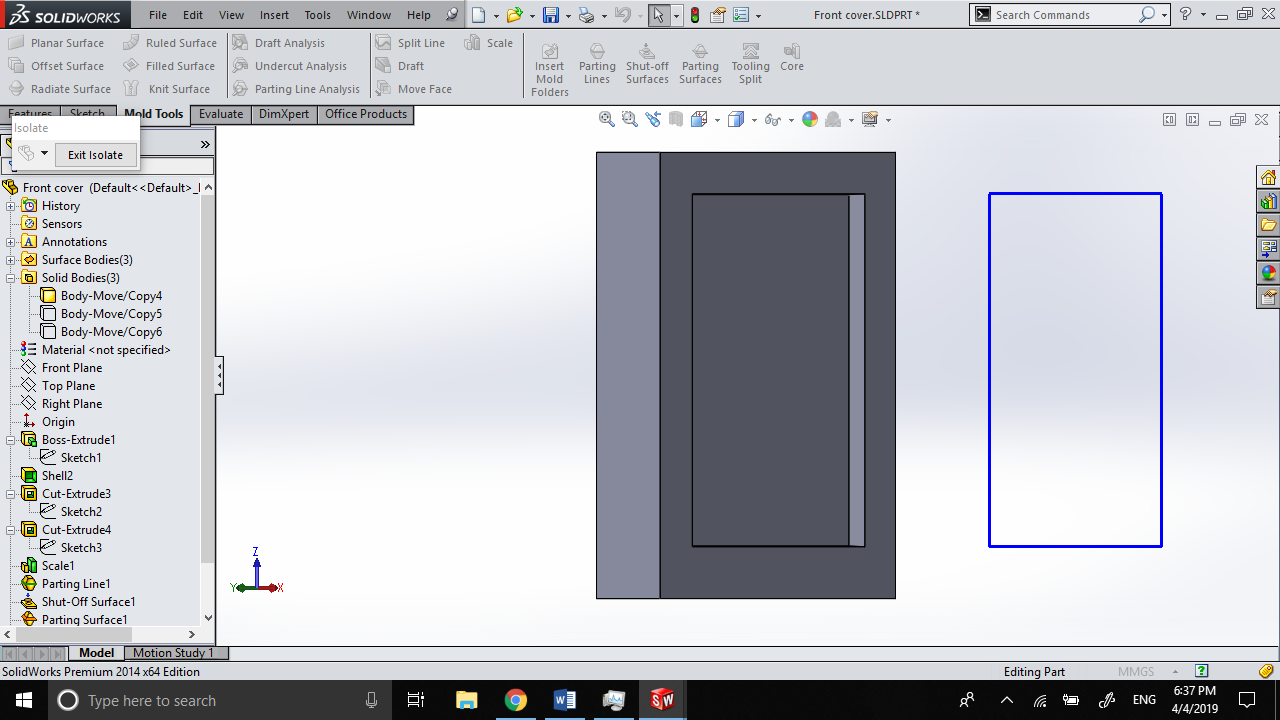 SOLIDWORKS File Edit View Insert Tools Window Help Front cover.SLDPRT * Search Commands ?
Planar Surface Ruled Surface Draft Analysis Split Line Scale
Offset Surface Filled Surface Undercut Analysis Draft
Radiate Surface Knit Surface Parting Line Analysis Move Face
Insert Mold Folders
Parting Lines
Shut-off Surfaces
Parting Surfaces
Tooling Split
Core
Features Sketch Mold Tools Evaluate DimXpert Office Products
Isolate
Exit Isolate
Front cover (Default<<Default>_
History
Sensors
Annotations
Surface Bodies(3)
Solid Bodies(3)
Body-Move/Copy4
Body-Move/Copy5
Body-Move/Copy6
Material <not specified>
Front Plane
Top Plane
Right Plane
Origin
Boss-Extrude1
Sketch1
Shell2
Cut-Extrude3
Sketch2
Cut-Extrude4
Sketch3
Scale1
Parting Line1
Shut-Off Surface1
Parting Surface1
Z
Y X
Model Motion Study 1
SolidWorks Premium 2014 x64 Edition Editing Part MMGS ?
Type here to search ENG 6:37 PM
4/4/2019